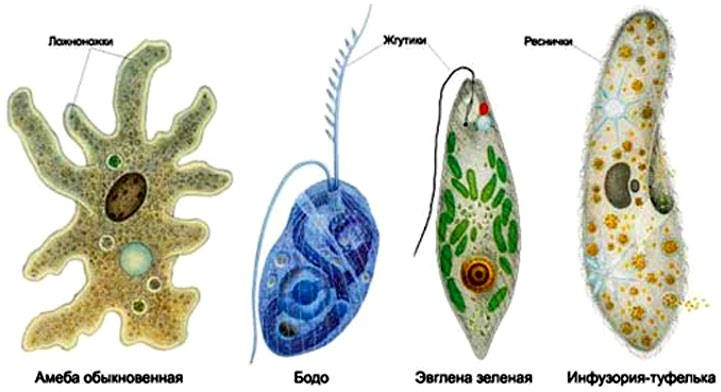 Ложноножки
Жгутики
Реснички
Амеба обыкновенная
Бодо
Эвглена зеленая
Инфузория-туфелька